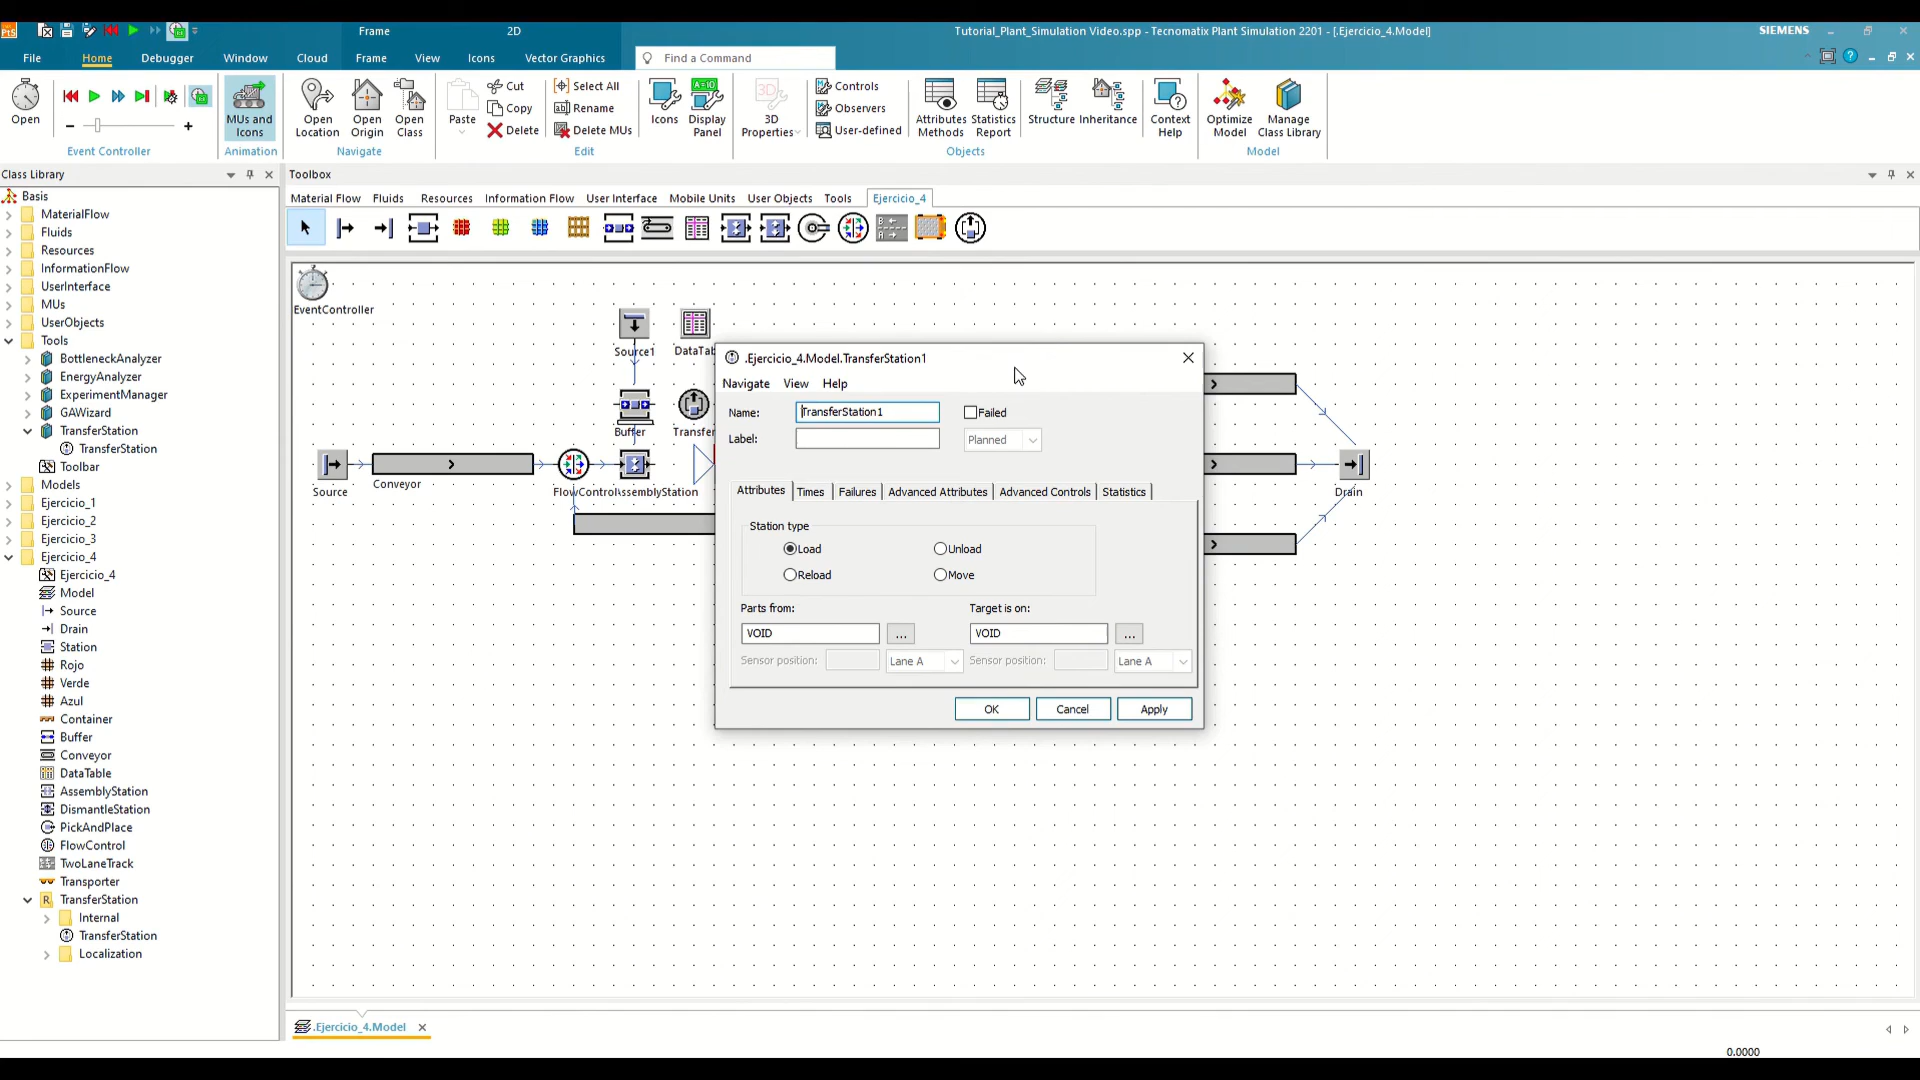 Frame
2D
Tutorial_Plant_Simulation Video.spp - Tecnomatix Plant Simulation 2201 - [.Ejercicio_4.Model]
SIEMENS
File Home Debugger Window Cloud Frame View Icons Vector Graphics Find a Command
Open
Event Controller
MUs and Icons
Animation
Open Location
Open Origin
Open Class
Navigate
Paste
Cut
Copy
Delete
Select All
Rename
Delete MUs
Edit
Icons
Display Panel
3D Properties
Controls
Observers
User-defined
Attributes Methods
Statistics Report
Structure
Inheritance
Objects
Context Help
Optimize Model
Manage Class Library
Model
Class Library
Toolbox
Material Flow Fluids Resources Information Flow User Interface Mobile Units User Objects Tools Ejercicio_4
Basis
MaterialFlow
Fluids
Resources
InformationFlow
UserInterface
MUs
UserObjects
Tools
BottleneckAnalyzer
EnergyAnalyzer
ExperimentManager
GAWizard
TransferStation
TransferStation
Toolbar
Models
Ejercicio_1
Ejercicio_2
Ejercicio_3
Ejercicio_4
Ejercicio_4
Model
Source
Drain
Station
Rojo
Verde
Azul
Container
Buffer
Conveyor
DataTable
AssemblyStation
DismantleStation
PickAndPlace
FlowControl
TwoLaneTrack
Transporter
TransferStation
Internal
TransferStation
Localization
EventController
Source1
DataTab
Buffer
Transfer
Source
Conveyor
FlowControl
AssemblyStation
Drain
.Ejercicio_4.Model.TransferStation1
Navigate View Help
Name: TransferStation1
Failed
Label:
Planned
Attributes Times Failures Advanced Attributes Advanced Controls Statistics
Station type
Load
Unload
Reload
Move
Parts from:
Target is on:
VOID ... VOID ...
Sensor position: Lane A Sensor position: Lane A
OK Cancel Apply
.Ejercicio_4.Model
0.0000